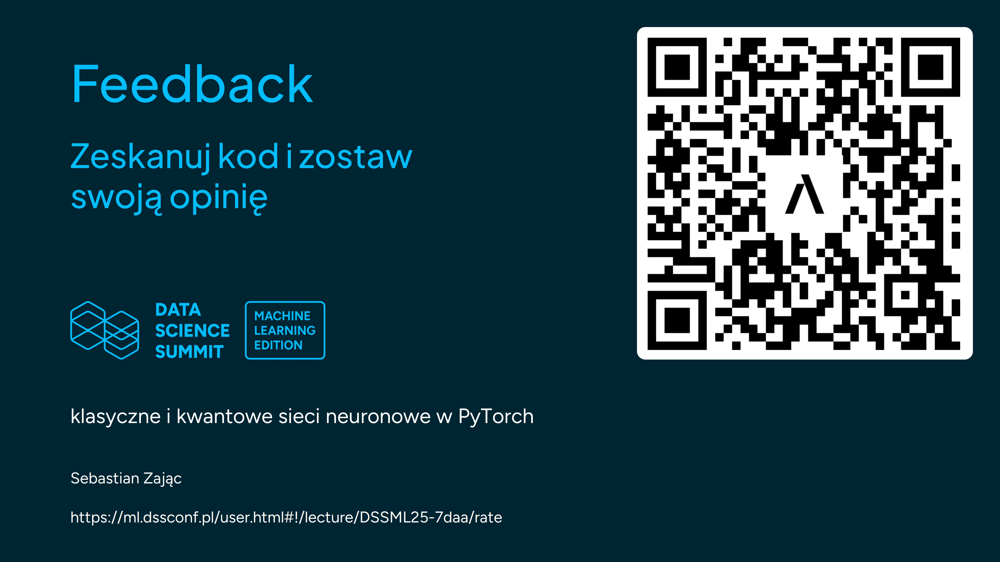 Feedback
Zeskanuj kod i zostaw
swoją opinię
DATA
SCIENCE
SUMMIT
MACHINE
LEARNING
EDITION
klasyczne i kwantowe sieci neuronowe w PyTorch
Sebastian Zając
https://ml.dssconf.pl/user.html#!/lecture/DSSML25-7daa/rate